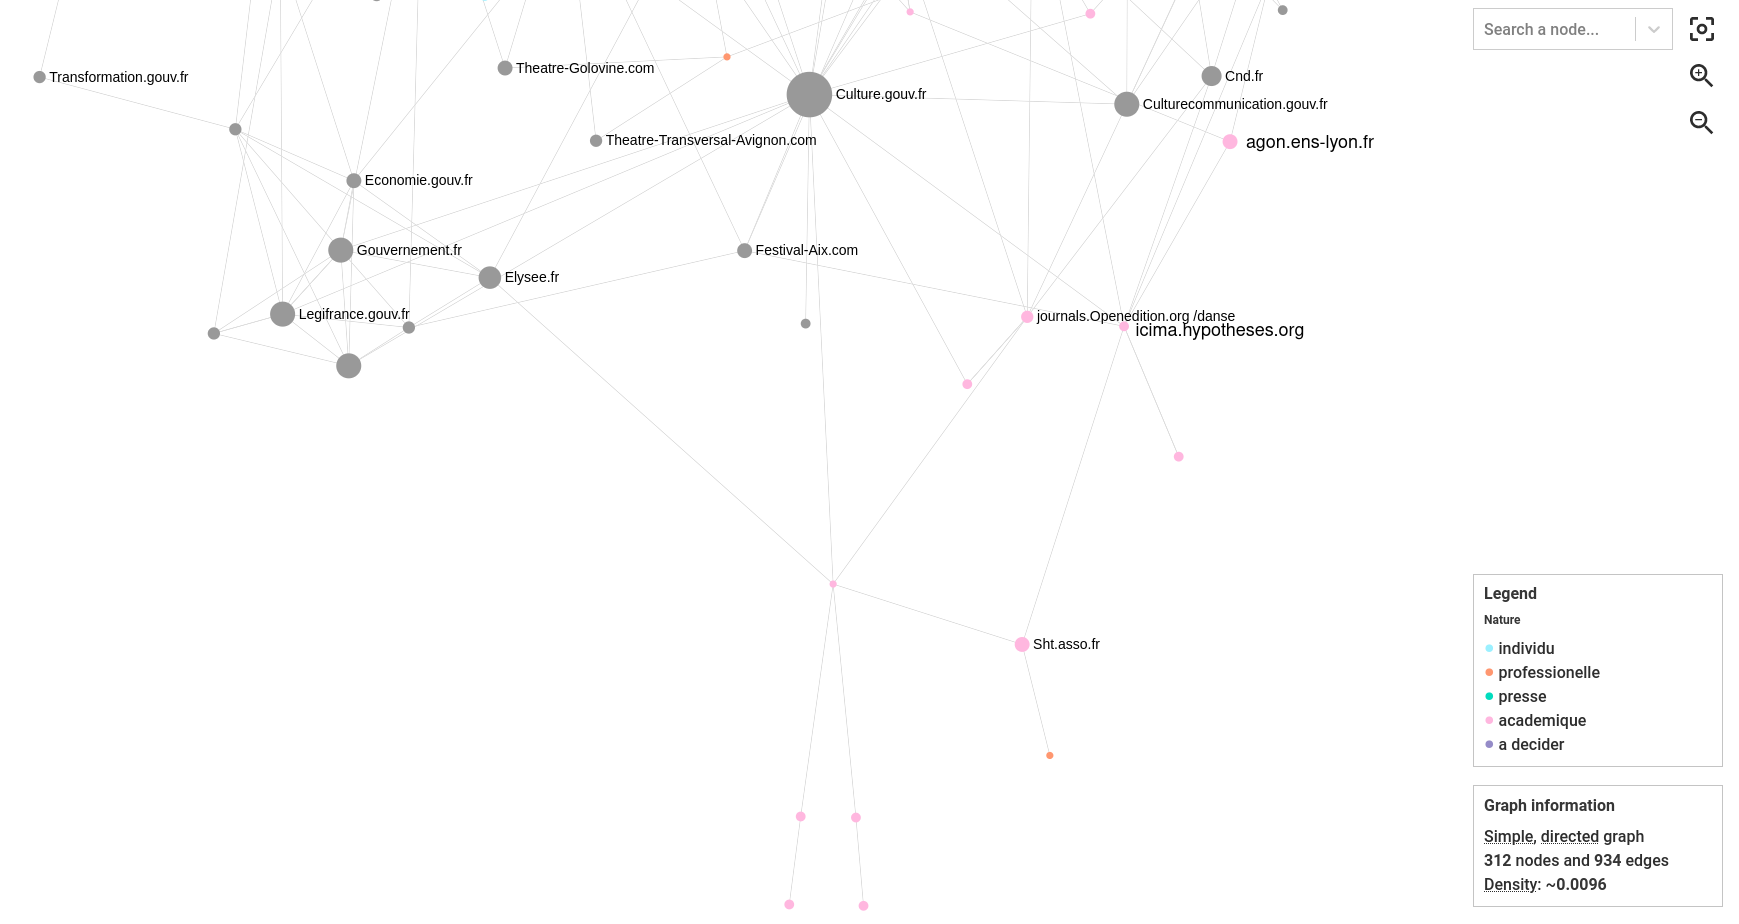 Search a node...
Transformation.gouv.fr
Theatre-Golovine.com
Culture.gouv.fr
Cnd.fr
Culturecommunication.gouv.fr
Theatre-Transversal-Avignon.com
agon.ens-lyon.fr
Economie.gouv.fr
Gouvernement.fr
Festival-Aix.com
Elysee.fr
Legifrance.gouv.fr
journals.Openedition.org /danse
icima.hypotheses.org
Sht.asso.fr
Legend
Nature
individu
professionelle
presse
academique
a decider
Graph information
Simple, directed graph
312 nodes and 934 edges
Density: ~0.0096